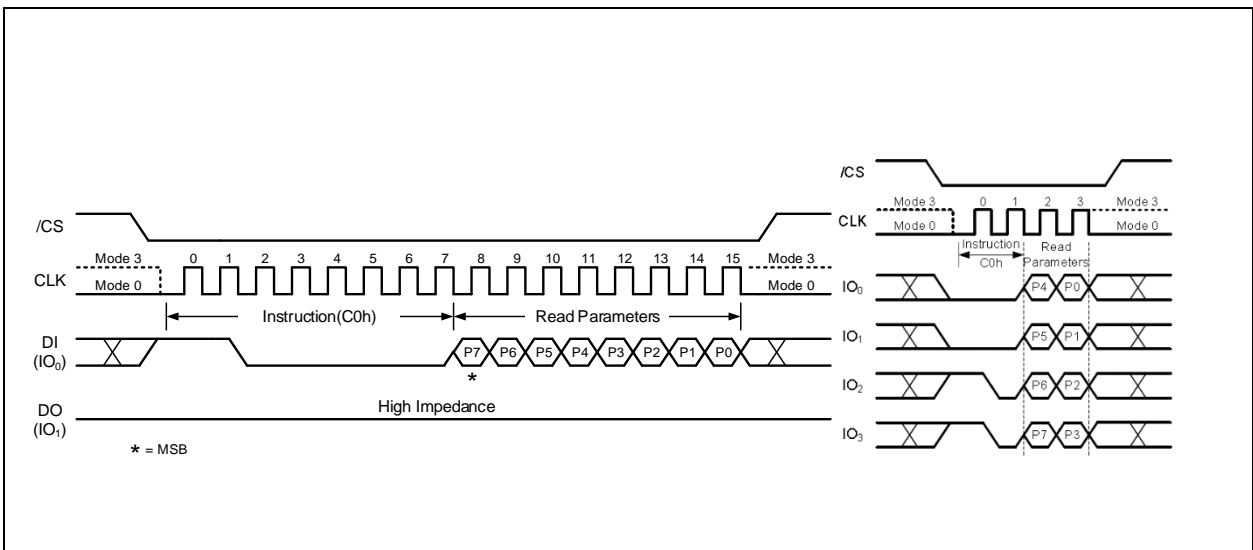 /CS
Mode 3
0 1 2 3 4 5 6 7 8 9 10 11 12 13 14 15
Mode 3
CLK
Mode 0
Mode 0
Instruction(C0h)
Read Parameters
DI
(IO0)
P7 P6 P5 P4 P3 P2 P1 P0
*
High Impedance
DO
(IO1)
* = MSB
/CS
Mode 3
0 1 2 3
Mode 3
CLK
Mode 0
Mode 0
Instruction
C0h
Read
Parameters
IO0
P4 P0
IO1
P5 P1
IO2
P6 P2
IO3
P7 P3